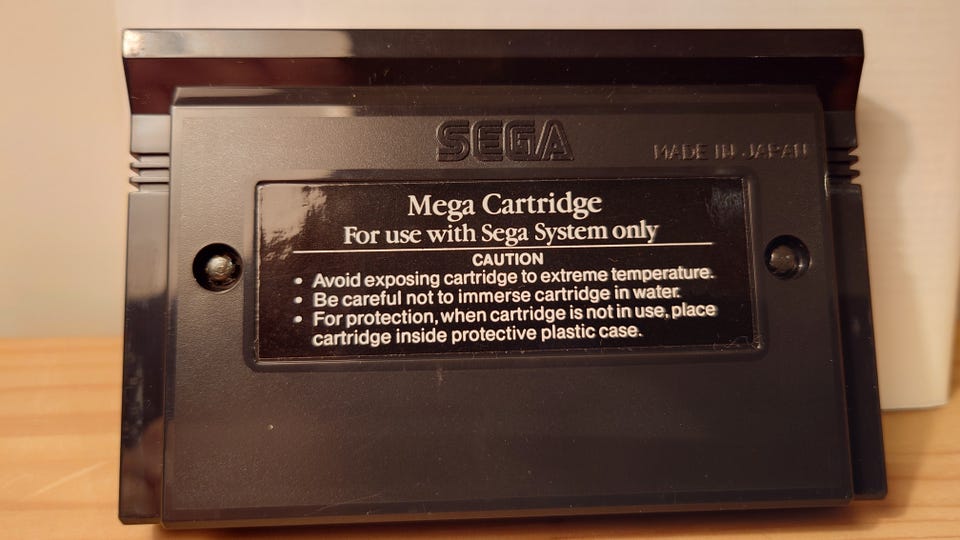 SEGA
MADE IN JAPAN
Mega Cartridge
For use with Sega System only
CAUTION
• Avoid exposing cartridge to extreme temperature.
• Be careful not to immerse cartridge in water.
• For protection, when cartridge is not in use, place
cartridge inside protective plastic case.